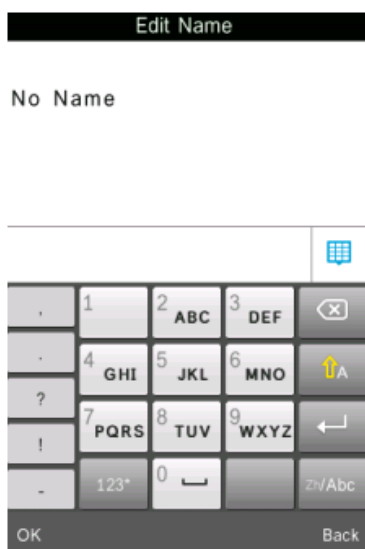 Edit Name
No Name
,
1
2 ABC
3 DEF
.
4 GHI
5 JKL
6 MNO
A
?
7 PQRS
8 TUV
9 WXYZ
!
-
123*
0
Zh/Abc
OK
Back